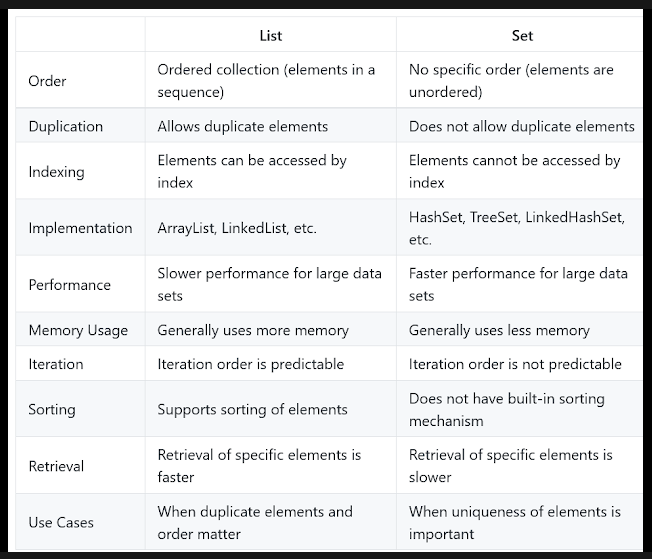 List Set
Order
Ordered collection (elements in a
sequence)
No specific order (elements are
unordered)
Duplication
Allows duplicate elements
Does not allow duplicate elements
Indexing
Elements can be accessed by
index
Elements cannot be accessed by
index
Implementation
ArrayList, LinkedList, etc.
HashSet, TreeSet, LinkedHashSet,
etc.
Performance
Slower performance for large data
sets
Faster performance for large data
sets
Memory Usage
Generally uses more memory
Generally uses less memory
Iteration
Iteration order is predictable
Iteration order is not predictable
Sorting
Supports sorting of elements
Does not have built-in sorting
mechanism
Retrieval
Retrieval of specific elements is
faster
Retrieval of specific elements is
slower
Use Cases
When duplicate elements and
order matter
When uniqueness of elements is
important